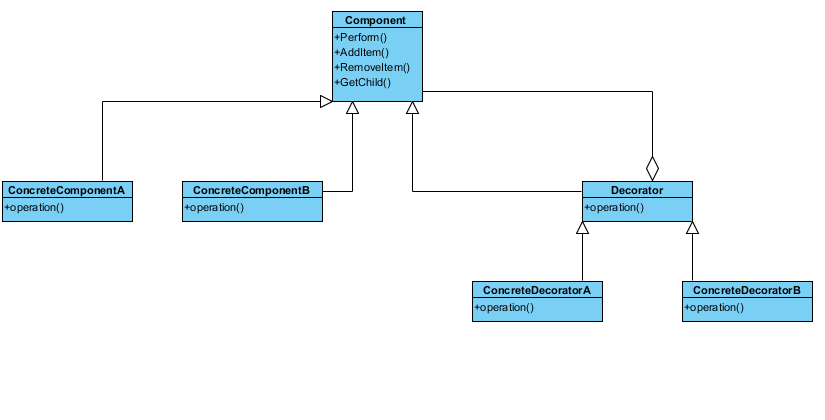 Component
+Perform()
+AddItem()
+RemoveItem()
+GetChild()
ConcreteComponentA
+operation()
ConcreteComponentB
+operation()
Decorator
+operation()
ConcreteDecoratorA
+operation()
ConcreteDecoratorB
+operation()